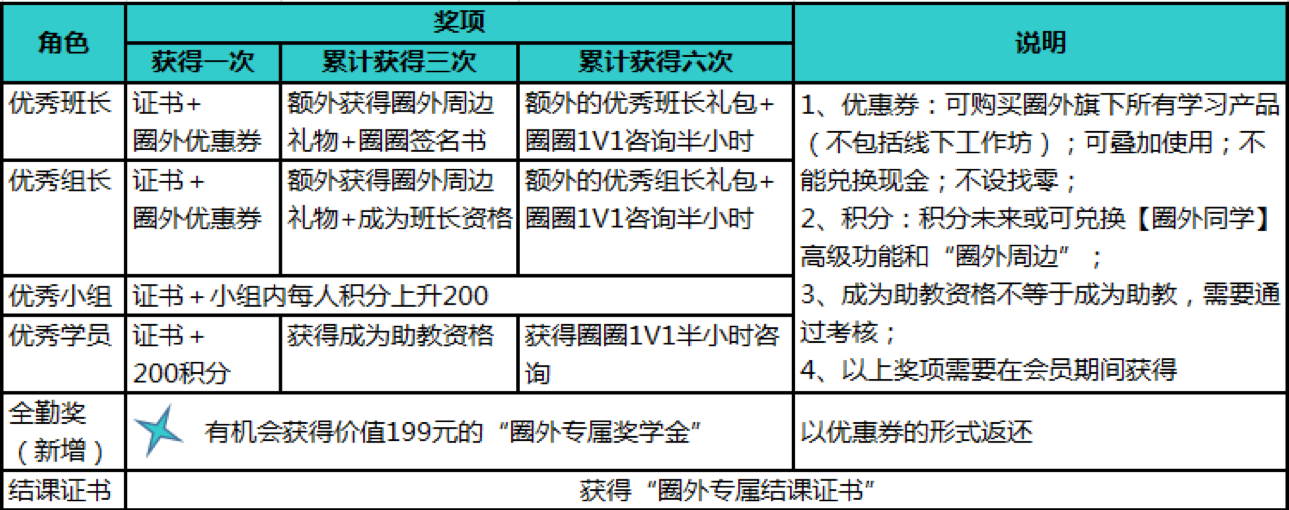 角色
奖项
说明
获得一次
累计获得三次
累计获得六次
优秀班长
证书+
圈外优惠券
额外获得圈外周边
礼物+圈圈签名书
额外的优秀班长礼包+
圈圈1V1咨询半小时
优秀组长
证书+
圈外优惠券
额外获得圈外周边
礼物+成为班长资格
额外的优秀组长礼包+
圈圈1V1咨询半小时
优秀小组
证书+小组内每人积分上升200
优秀学员
证书+
200积分
获得成为助教资格
获得圈圈1V1半小时咨
询
1、优惠券：可购买圈外旗下所有学习产品
（不包括线下工作坊）；可叠加使用；不
能兑换现金；不设找零；
2、积分：积分未来或可兑换【圈外同学】
高级功能和“圈外周边”；
3、成为助教资格不等于成为助教，需要通
过考核；
4、以上奖项需要在会员期间获得
全勤奖
（新增）
有机会获得价值199元的“圈外专属奖学金”
以优惠券的形式返还
结课证书
获得“圈外专属结课证书”